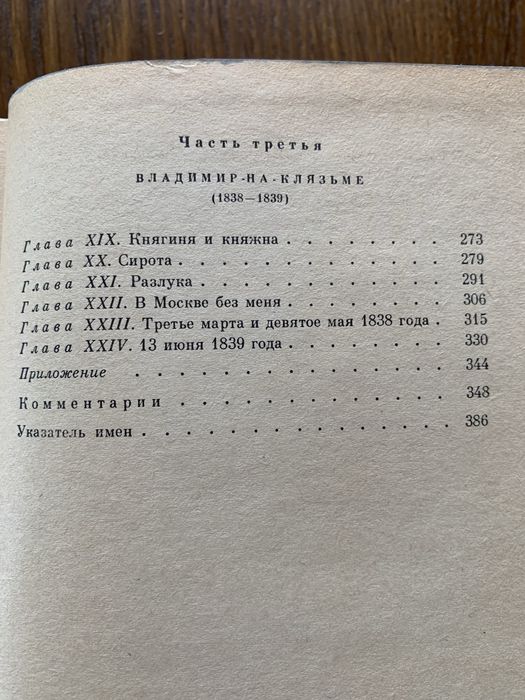 Часть третья
ВЛАДИМИР-НА-КЛЯЗЬМЕ
(1838—1839)
Глава XIX. Княгиня и княжна . . . . . . . . 273
Глава XX. Сирота . . . . . . . . . . . . . 279
Глава XXI. Разлука . . . . . . . . . . . . 291
Глава XXII. В Москве без меня . . . . . . . . 306
Глава XXIII. Третье марта и девятое мая 1838 года . 315
Глава XXIV. 13 июня 1839 года . . . . . . . . 330
Приложение . . . . . . . . . . . . . . 344
Комментарии . . . . . . . . . . . . . 348
Указатель имен . . . . . . . . . . . . . . 386